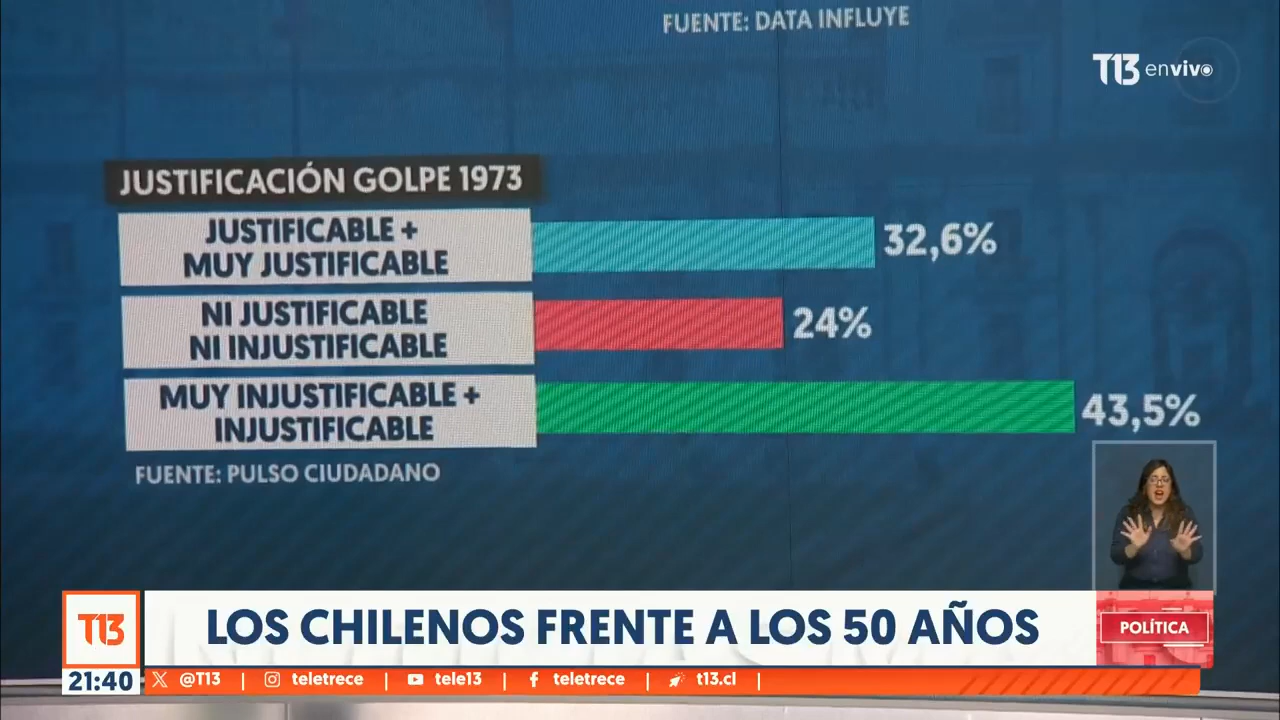 FUENTE: DATA INFLUYE
T13 envivo
JUSTIFICACIÓN GOLPE 1973
JUSTIFICABLE +
MUY JUSTIFICABLE
32,6%
NI JUSTIFICABLE
NI INJUSTIFICABLE
24%
MUY INJUSTIFICABLE +
INJUSTIFICABLE
43,5%
FUENTE: PULSO CIUDADANO
T13
LOS CHILENOS FRENTE A LOS 50 AÑOS
POLÍTICA
21:40
@T13 | teletrece | tele13 | teletrece | t13.cl |